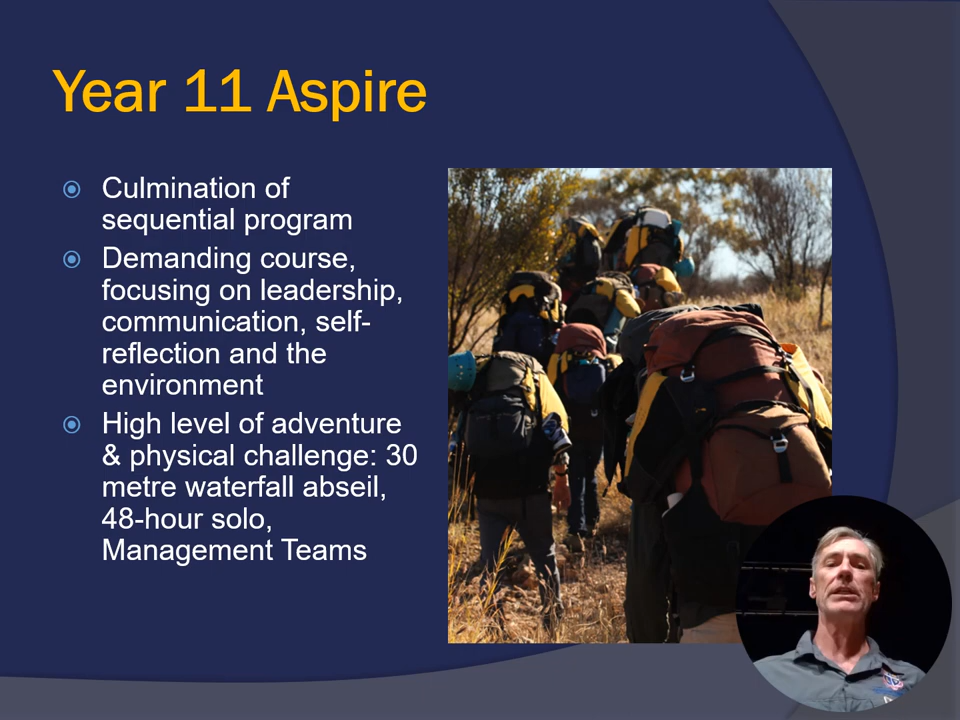 Year 11 Aspire
Culmination of
sequential program
Demanding course,
focusing on leadership,
communication, self-
reflection and the
environment
High level of adventure
& physical challenge: 30
metre waterfall abseil,
48-hour solo,
Management Teams